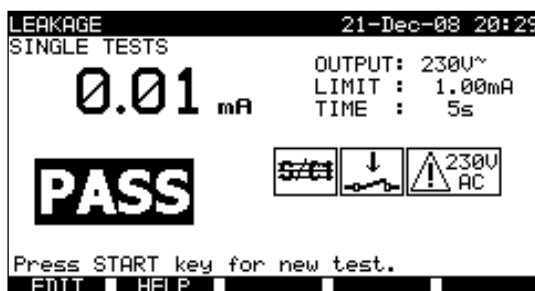 LEAKAGE 21-Dec-08 20:29
SINGLE TESTS
0.01 mA
OUTPUT: 230V~
LIMIT : 1.00mA
TIME : 5s
PASS
230V
AC
Press START key for new test.
EDIT HELP